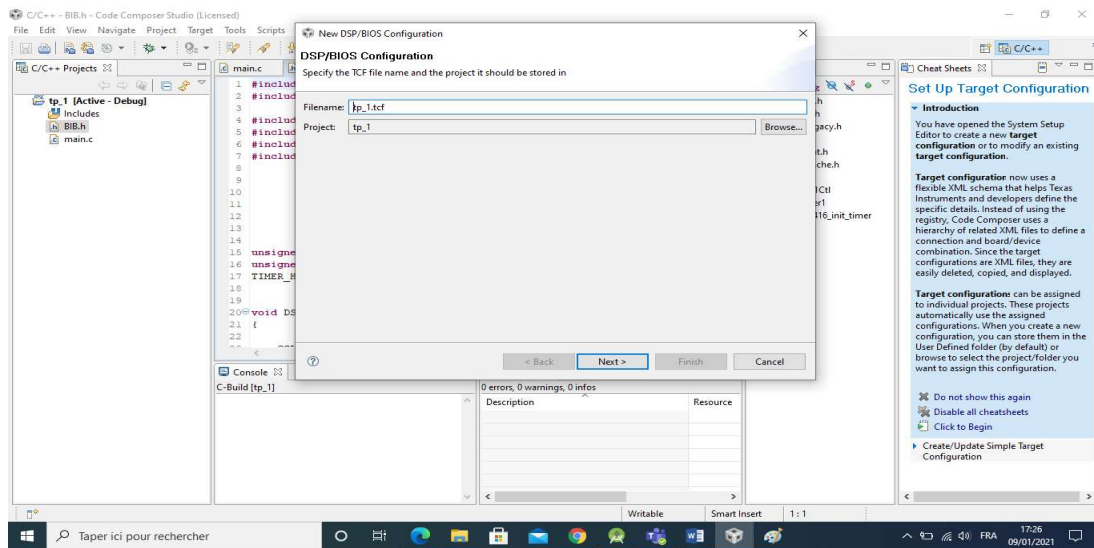 C/C++ - BIB.h - Code Composer Studio (Licensed)
File Edit View Navigate Project Target Tools Scripts
C/C++
C/C++ Projects
tp_1 [Active - Debug]
Includes
BIB.h
main.c
main.c
1 #includ
2 #includ
3
4 #includ
5 #includ
6 #includ
7 #includ
8
9
10
11
12
13
14
15 unsigne
16 unsigne
17 TIMER_H
18
19
20 void DS
21 {
22
New DSP/BIOS Configuration
DSP/BIOS Configuration
Specify the TCF file name and the project it should be stored in
Filename: tp_1.tcf
Project: tp_1 Browse...
< Back Next > Finish Cancel
.h
h
gacy.h
t.h
che.h
1Ctl
er1
416_init_timer
Console
C-Build [tp_1]
0 errors, 0 warnings, 0 infos
Description Resource
Cheat Sheets
Set Up Target Configuration
Introduction
You have opened the System Setup
Editor to create a new target
configuration or to modify an existing
target configuration.
Target configuration now uses a
flexible XML schema that helps Texas
Instruments and developers define the
specific details. Instead of using the
registry, Code Composer uses a
hierarchy of related XML files to define a
connection and board/device
combination. Since the target
configurations are XML files, they are
easily deleted, copied, and displayed.
Target configurations can be assigned
to individual projects. These projects
automatically use the assigned
configurations. When you create a new
configuration, you can store them in the
User Defined folder (by default) or
browse to select the project/folder you
want to assign this configuration.
Do not show this again
Disable all cheatsheets
Click to Begin
Create/Update Simple Target
Configuration
Writable Smart Insert 1 : 1
Taper ici pour rechercher
FRA
17:26
09/01/2021